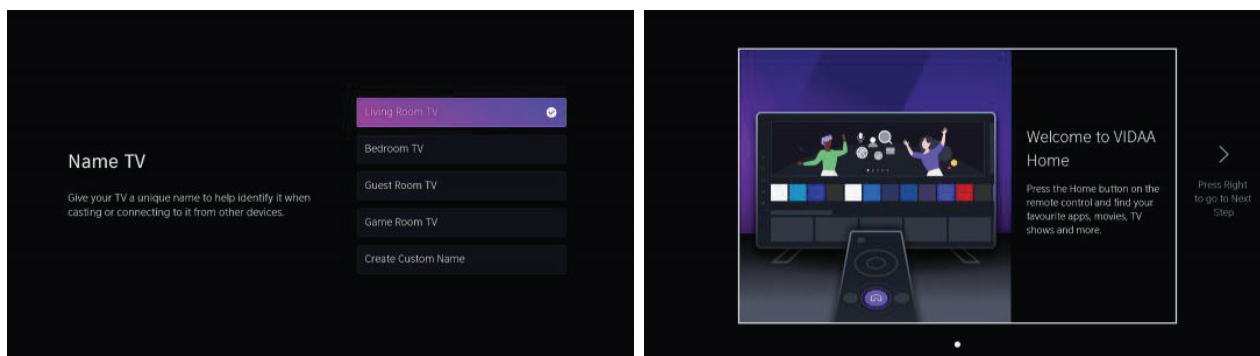 Name TV
Give your TV a unique name to help identify it when
casting or connecting to it from other devices.
Living Room TV
Bedroom TV
Guest Room TV
Game Room TV
Create Custom Name
Welcome to VIDAA
Home
Press the Home button on the
remote control and find your
favourite apps, movies, TV
shows and more.
Press Right
to go to Next
Step